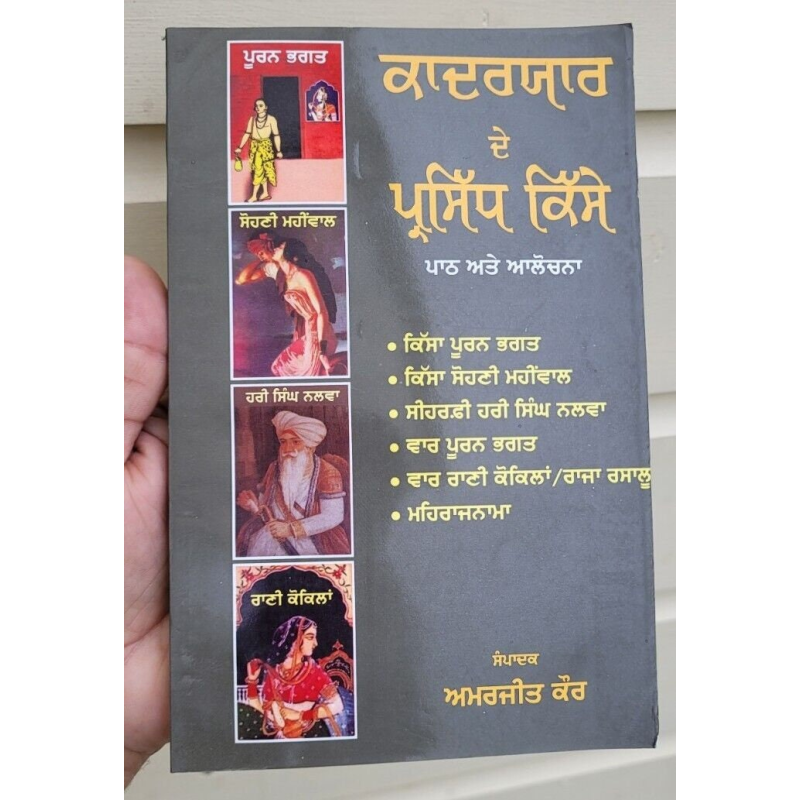 ਕਾਦਰਯਾਰ
ਦੇ
ਪ੍ਰਸਿੱਧ ਕਿੱਸੇ
ਪਾਠ ਅਤੇ ਆਲੋਚਨਾ
ਪੂਰਨ ਭਗਤ
ਸੋਹਣੀ ਮਹੀਂਵਾਲ
ਹਰੀ ਸਿੰਘ ਨਲਵਾ
ਰਾਣੀ ਕੋਕਿਲਾਂ
• ਕਿੱਸਾ ਪੂਰਨ ਭਗਤ
• ਕਿੱਸਾ ਸੋਹਣੀ ਮਹੀਂਵਾਲ
• ਸੀਹਰਫ਼ੀ ਹਰੀ ਸਿੰਘ ਨਲਵਾ
• ਵਾਰ ਪੂਰਨ ਭਗਤ
• ਵਾਰ ਰਾਣੀ ਕੋਕਿਲਾਂ/ਰਾਜਾ ਰਸਾਲੂ
• ਮਹਿਰਾਜਨਾਮਾ
ਸੰਪਾਦਕ
ਅਮਰਜੀਤ ਕੌਰ